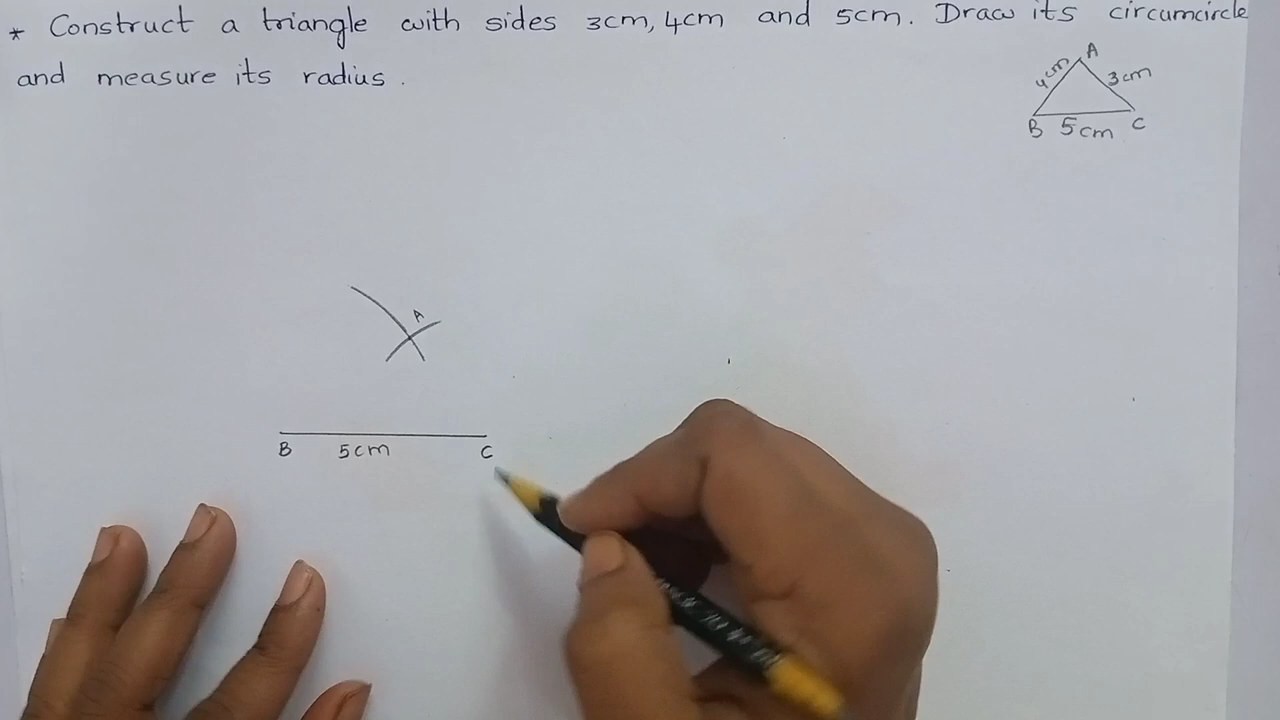 * Construct a triangle with sides 3cm, 4cm and 5cm. Draw its circumcircle
and measure its radius.
A
4cm
3cm
B 5cm C
A
B 5cm C